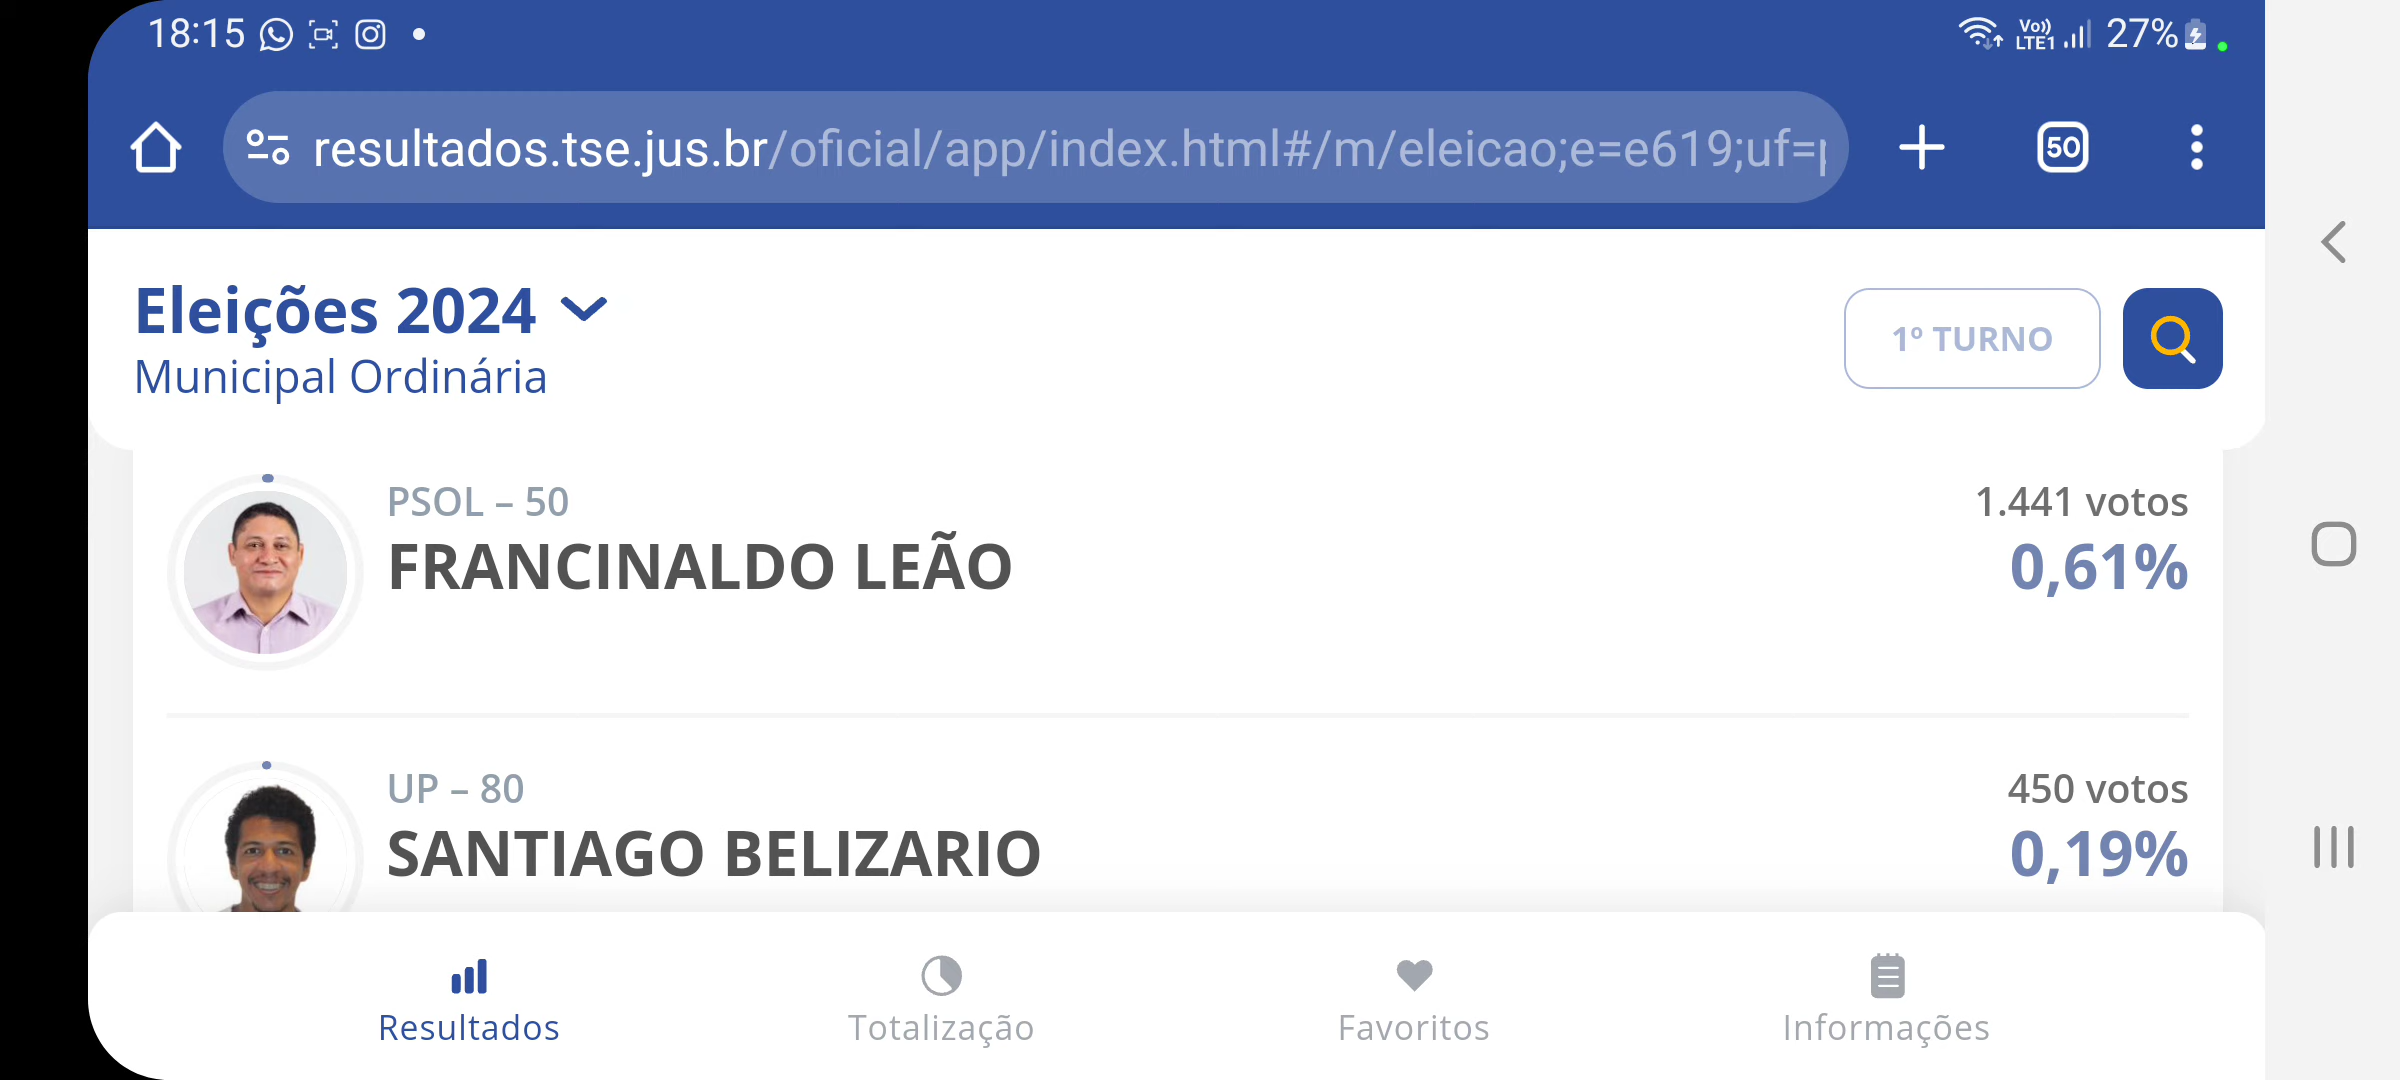 18:15
Vo)) LTE1 27%
resultados.tse.jus.br/oficial/app/index.html#/m/eleicao;e=e619;uf=
50
Eleições 2024
Municipal Ordinária
1º TURNO
PSOL – 50
1.441 votos
FRANCINALDO LEÃO
0,61%
UP – 80
450 votos
SANTIAGO BELIZARIO
0,19%
Resultados
Totalização
Favoritos
Informações